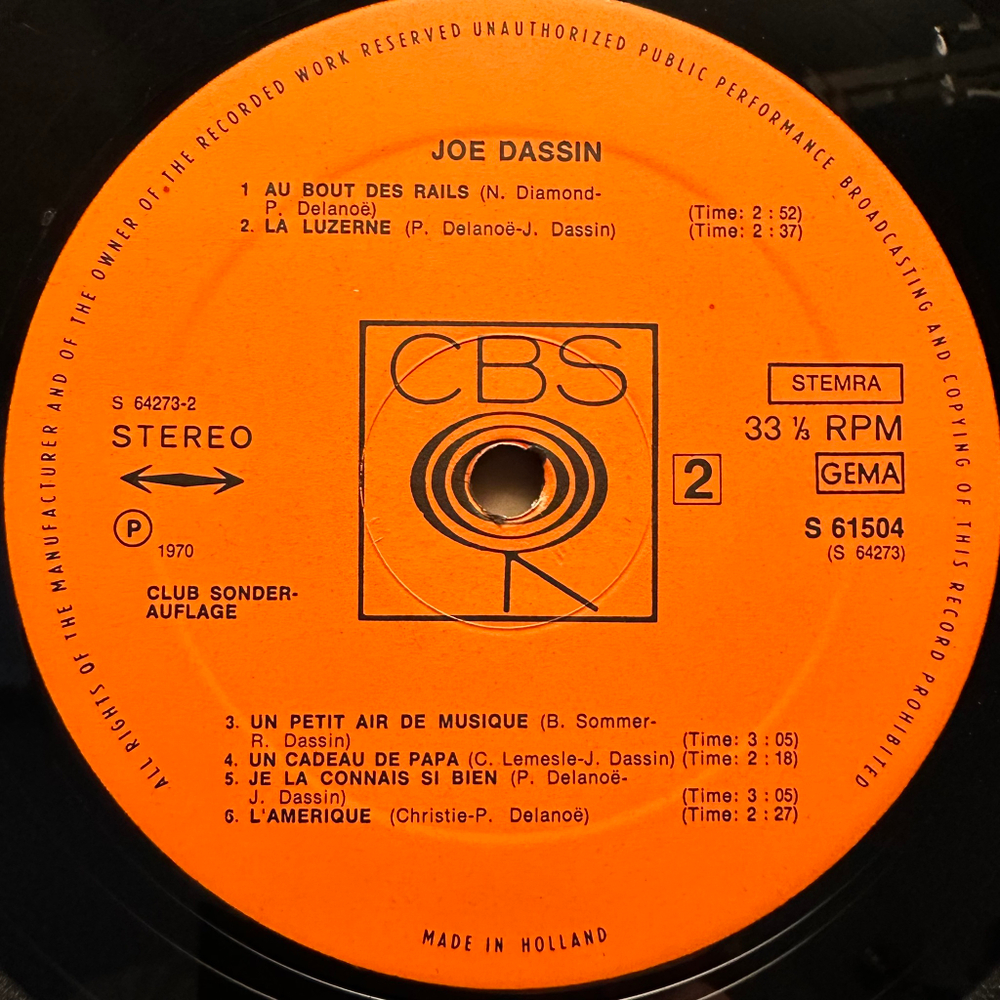 ALL RIGHTS OF THE MANUFACTURER AND OF THE OWNER OF THE RECORDED WORK RESERVED UNAUTHORIZED PUBLIC PERFORMANCE BROADCASTING AND COPYING OF THIS RECORD PROHIBITED
JOE DASSIN
1 AU BOUT DES RAILS (N. Diamond-
P. Delanoë) (Time: 2 : 52)
2. LA LUZERNE (P. Delanoë-J. Dassin) (Time: 2 : 37)
CBS
S 64273-2
STEREO
P 1970
CLUB SONDER-
AUFLAGE
2
STEMRA
33 ⅓ RPM
GEMA
S 61504
(S 64273)
R
3. UN PETIT AIR DE MUSIQUE (B. Sommer-
R. Dassin) (Time: 3 : 05)
4. UN CADEAU DE PAPA (C. Lemesle-J. Dassin) (Time: 2 : 18)
5. JE LA CONNAIS SI BIEN (P. Delanoë-
J. Dassin) (Time: 3 : 05)
6. L'AMERIQUE (Christie-P. Delanoë) (Time: 2 : 27)
MADE IN HOLLAND